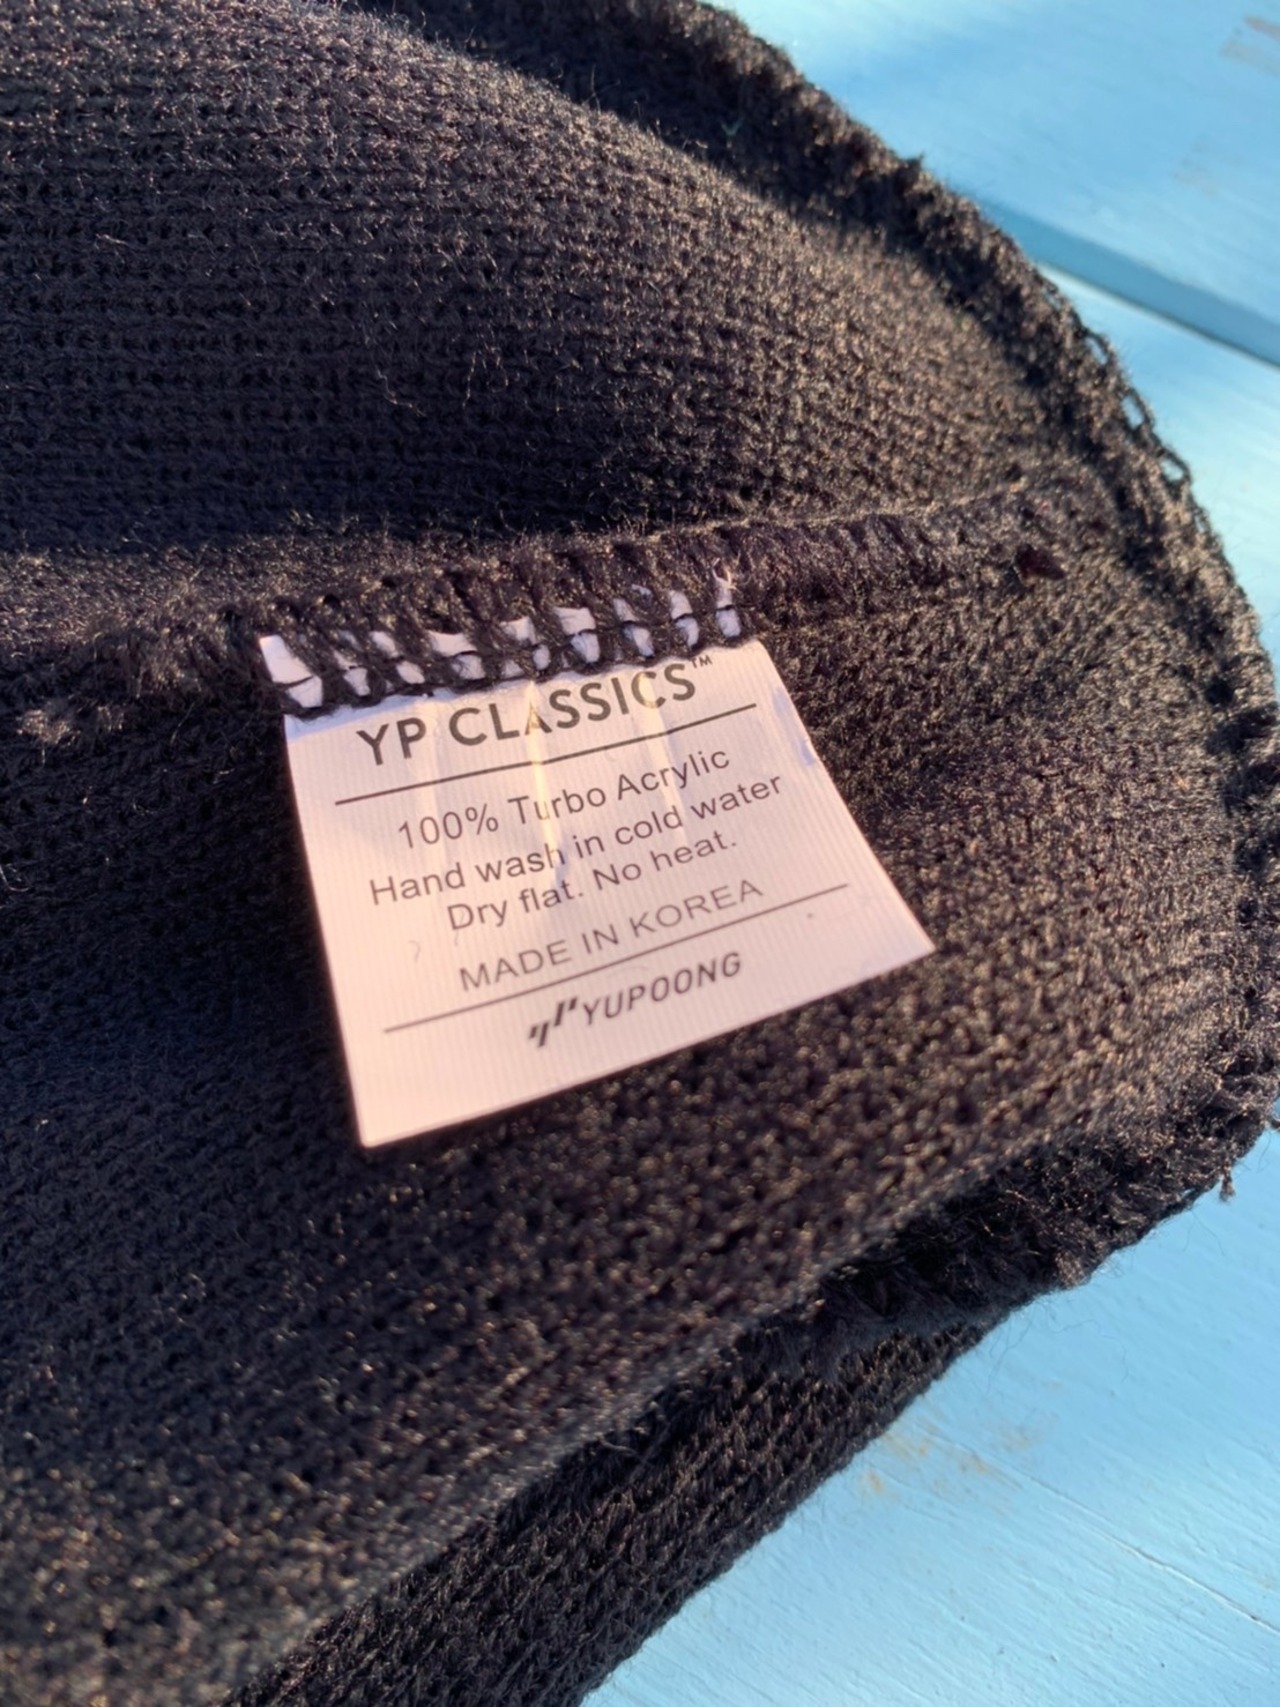 YP CLASSICS™
100% Turbo Acrylic
Hand wash in cold water
Dry flat. No heat.
MADE IN KOREA
YUPOONG